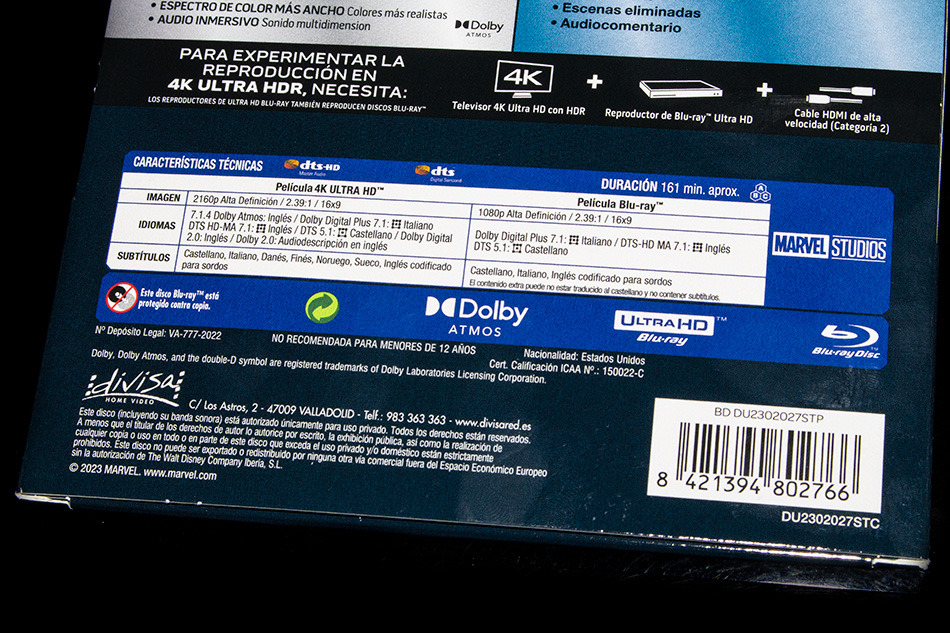 • ESPECTRO DE COLOR MÁS ANCHO Colores más realistas
• AUDIO INMERSIVO Sonido multidimension
Dolby
ATMOS
• Escenas eliminadas
• Audiocomentario
PARA EXPERIMENTAR LA
REPRODUCCIÓN EN
4K ULTRA HDR, NECESITA:
LOS REPRODUCTORES DE ULTRA HD BLU-RAY TAMBIÉN REPRODUCEN DISCOS BLU-RAY™
4K
Televisor 4K Ultra HD con HDR
+
Reproductor de Blu-ray™ Ultra HD
+
Cable HDMI de alta
velocidad (Categoría 2)
CARACTERÍSTICAS TÉCNICAS
dts-HD
Master Audio
dts
Digital Surround
DURACIÓN 161 min. aprox.
A
B C
Película 4K ULTRA HD™
Película Blu-ray™
IMAGEN
2160p Alta Definición / 2.39:1 / 16x9
1080p Alta Definición / 2.39:1 / 16x9
IDIOMAS
7.1.4 Dolby Atmos: Inglés / Dolby Digital Plus 7.1: Italiano
DTS HD-MA 7.1: Inglés / DTS 5.1: Castellano / Dolby Digital
2.0: Inglés / Dolby 2.0: Audiodescripción en inglés
Dolby Digital Plus 7.1: Italiano / DTS-HD MA 7.1: Inglés
DTS 5.1: Castellano
SUBTÍTULOS
Castellano, Italiano, Danés, Finés, Noruego, Sueco, Inglés codificado
para sordos
Castellano, Italiano, Inglés codificado para sordos
El contenido extra puede no estar traducido al castellano y no contener subtítulos.
MARVEL STUDIOS
Este disco Blu-ray™ está
protegido contra copia.
Dolby
ATMOS
ULTRA HD™
Blu-ray
Blu-ray Disc™
Nº Depósito Legal: VA-777-2022
NO RECOMENDADA PARA MENORES DE 12 AÑOS
Nacionalidad: Estados Unidos
Cert. Calificación ICAA Nº.: 150022-C
Dolby, Dolby Atmos, and the double-D symbol are registered trademarks of Dolby Laboratories Licensing Corporation.
divisa
HOME VIDEO
C/ Los Astros, 2 - 47009 VALLADOLID - Telf.: 983 363 363 - www.divisared.es
Este disco (incluyendo su banda sonora) está autorizado únicamente para uso privado. Todos los derechos están reservados.
A menos que el titular de los derechos de autor lo autorice por escrito, la exhibición pública, así como la realización de
cualquier copia o uso en todo o en parte de este disco que exceda el uso privado y/o doméstico están estrictamente
prohibidos. Este disco no puede ser exportado o redistribuido por ninguna otra vía comercial fuera del Espacio Económico Europeo
sin la autorización de The Walt Disney Company Iberia, S.L.
© 2023 MARVEL. www.marvel.com
BD DU2302027STP
8 421394 802766
DU2302027STC